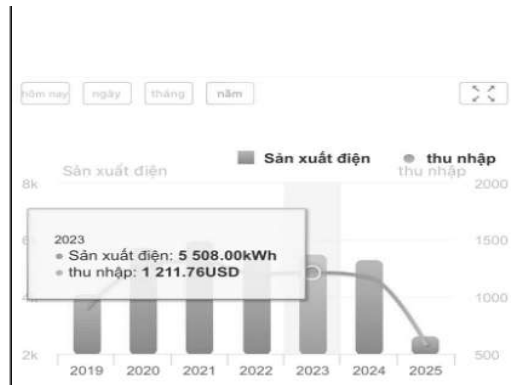 hôm nay ngày tháng năm
Sản xuất điện thu nhập
Sản xuất điện thu nhập
8k 2000
2023
Sản xuất điện: 5 508.00kWh
thu nhập: 1 211.76USD
1500
1000
2k 500
2019 2020 2021 2022 2023 2024 2025